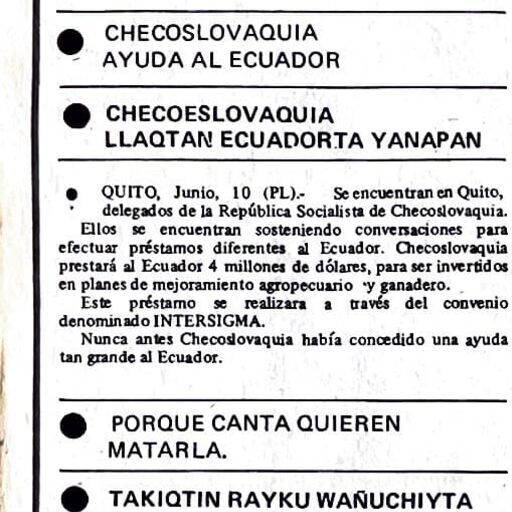 CHECOSLOVAQUIA
AYUDA AL ECUADOR
CHECOESLOVAQUIA
LLAQTAN ECUADORTA YANAPAN
QUITO, Junio, 10 (PL).- Se encuentran en Quito,
delegados de la República Socialista de Checoslovaquia.
Ellos se encuentran sosteniendo conversaciones para
efectuar préstamos diferentes al Ecuador. Checoslovaquia
prestará al Ecuador 4 millones de dólares, para ser invertidos
en planes de mejoramiento agropecuario y ganadero.
Este préstamo se realizara a través del convenio
denominado INTERSIGMA.
Nunca antes Checoslovaquia había concedido una ayuda
tan grande al Ecuador.
PORQUE CANTA QUIEREN
MATARLA.
TAKIQTIN RAYKU WAÑUCHIYTA